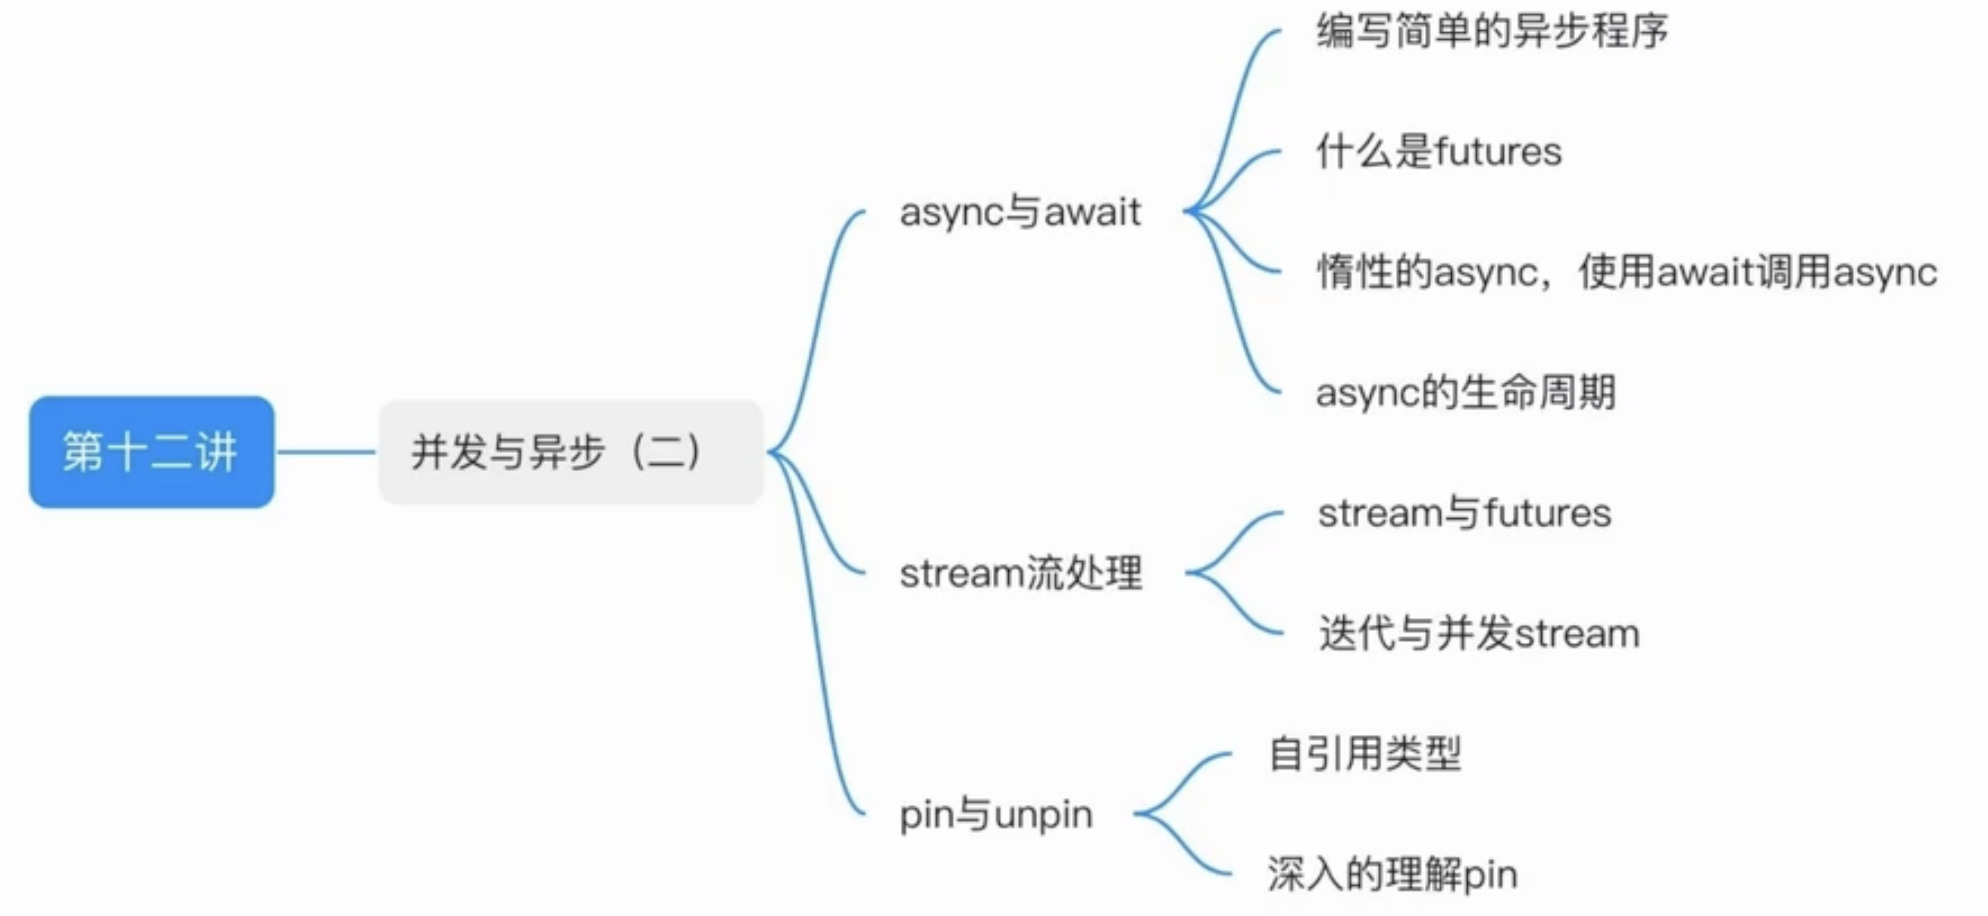 第十二讲
并发与异步（二）
async与await
编写简单的异步程序
什么是futures
惰性的async，使用await调用async
async的生命周期
stream流处理
stream与futures
迭代与并发stream
pin与unpin
自引用类型
深入的理解pin